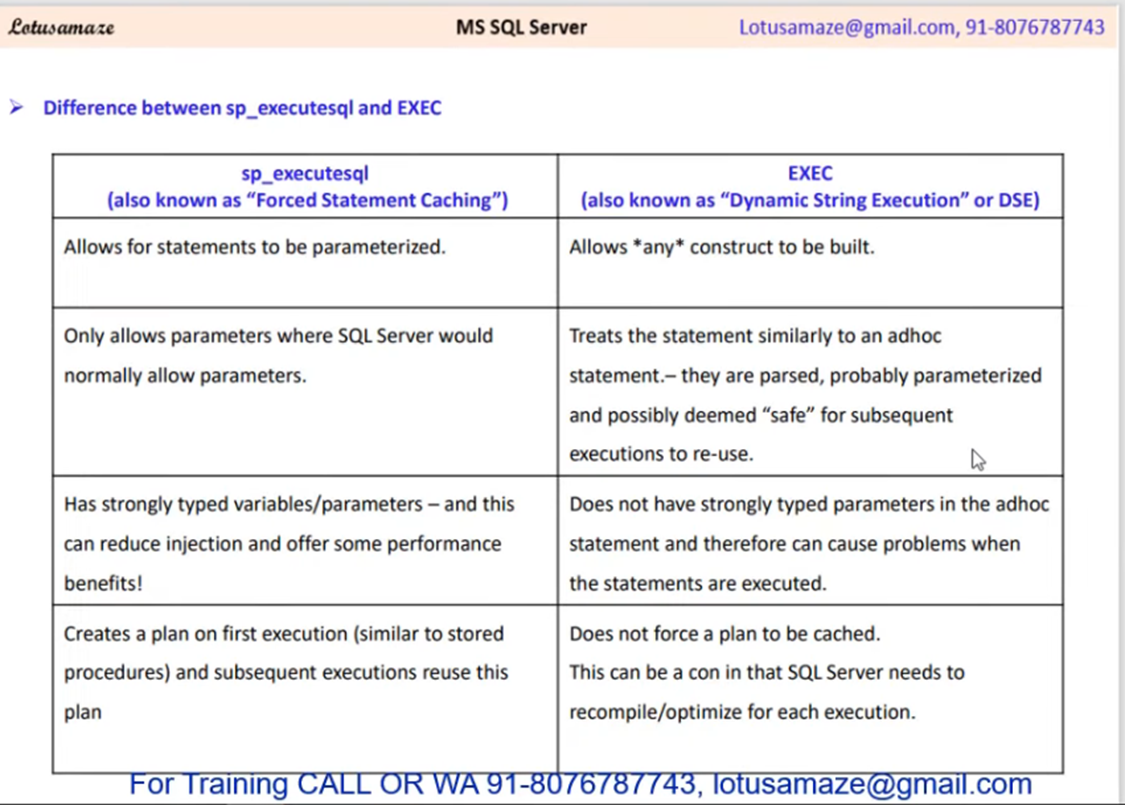 Lotusamaze MS SQL Server Lotusamaze@gmail.com, 91-8076787743
➢ Difference between sp_executesql and EXEC
sp_executesql
(also known as “Forced Statement Caching”)
EXEC
(also known as “Dynamic String Execution” or DSE)
Allows for statements to be parameterized.
Allows *any* construct to be built.
Only allows parameters where SQL Server would
normally allow parameters.
Treats the statement similarly to an adhoc
statement.– they are parsed, probably parameterized
and possibly deemed “safe” for subsequent
executions to re-use.
Has strongly typed variables/parameters – and this
can reduce injection and offer some performance
benefits!
Does not have strongly typed parameters in the adhoc
statement and therefore can cause problems when
the statements are executed.
Creates a plan on first execution (similar to stored
procedures) and subsequent executions reuse this
plan
Does not force a plan to be cached.
This can be a con in that SQL Server needs to
recompile/optimize for each execution.
For Training CALL OR WA 91-8076787743, lotusamaze@gmail.com